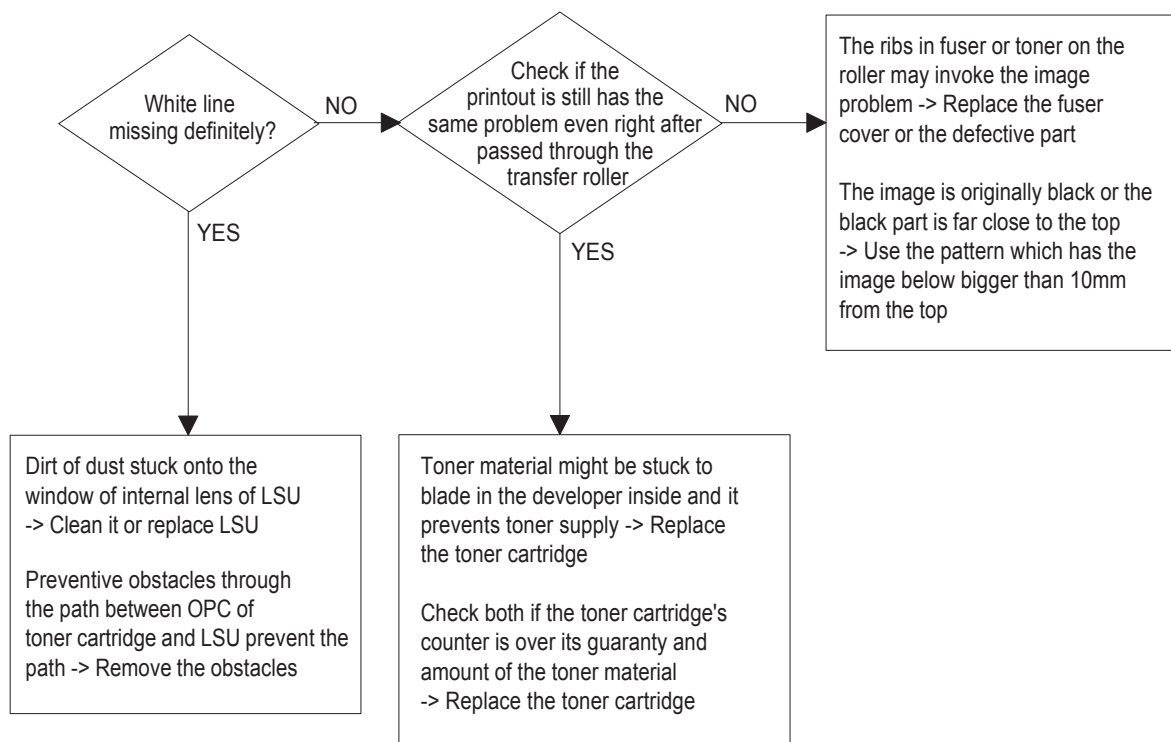 White line
missing definitely?
NO
YES
Check if the
printout is still has the
same problem even right after
passed through the
transfer roller
NO
YES
The ribs in fuser or toner on the
roller may invoke the image
problem -> Replace the fuser
cover or the defective part
The image is originally black or the
black part is far close to the top
-> Use the pattern which has the
image below bigger than 10mm
from the top
Dirt of dust stuck onto the
window of internal lens of LSU
-> Clean it or replace LSU
Preventive obstacles through
the path between OPC of
toner cartridge and LSU prevent the
path -> Remove the obstacles
Toner material might be stuck to
blade in the developer inside and it
prevents toner supply -> Replace
the toner cartridge
Check both if the toner cartridge's
counter is over its guaranty and
amount of the toner material
-> Replace the toner cartridge